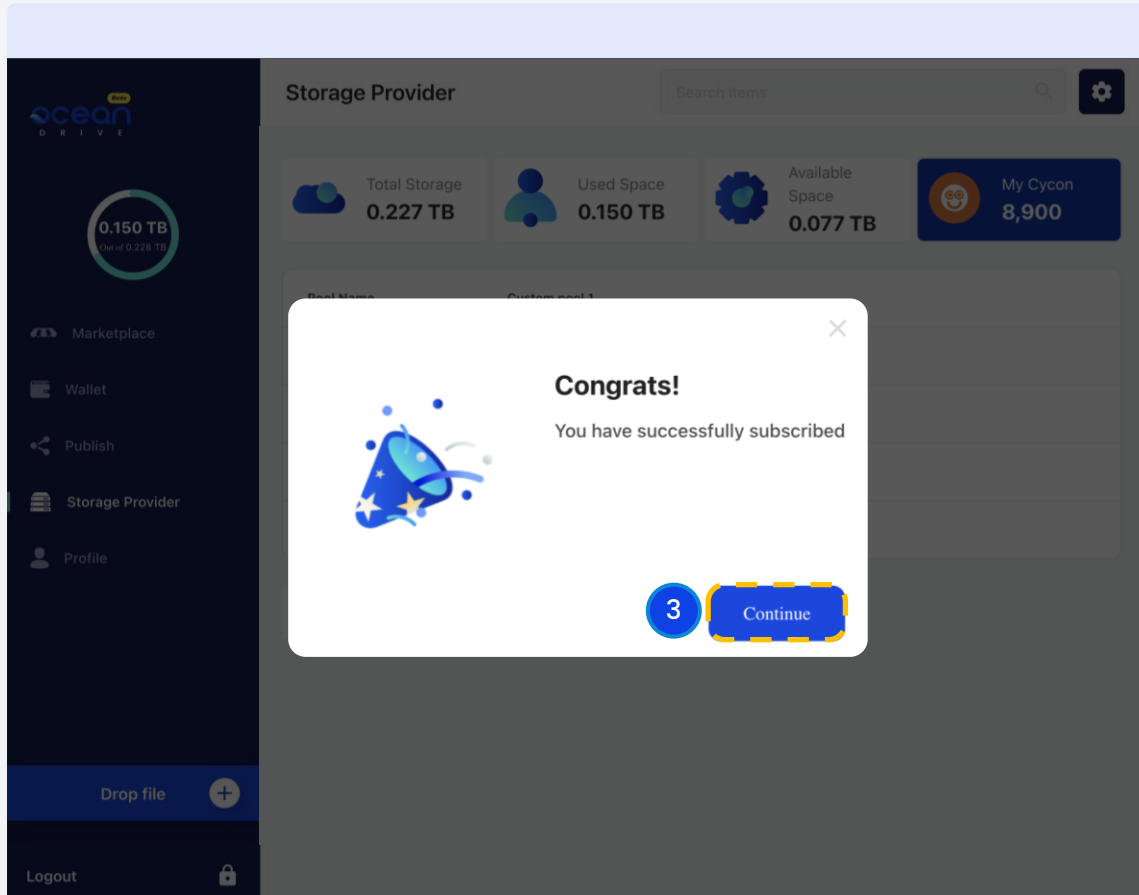 Beta
ocean
DRIVE
0.150 TB
Out of 0.228 TB
Marketplace
Wallet
Publish
Storage Provider
Profile
Drop file
Logout
Storage Provider
Search items
Total Storage
0.227 TB
Used Space
0.150 TB
Available
Space
0.077 TB
My Cycon
8,900
Pool Name
Custom pool 1
Congrats!
You have successfully subscribed
3
Continue